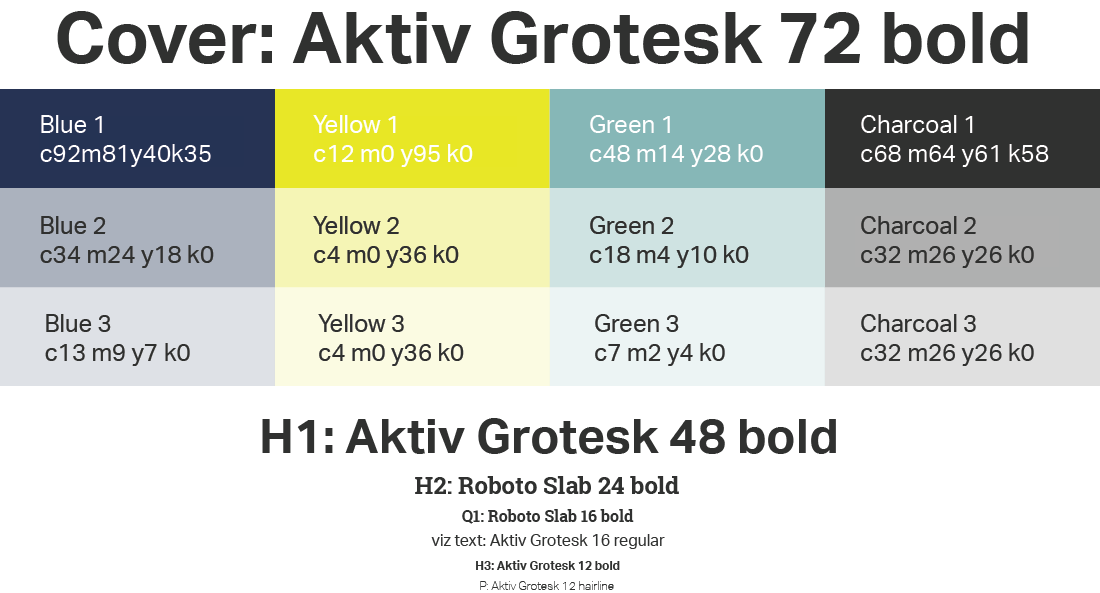 Cover: Aktiv Grotesk 72 bold
Blue 1
c92m81y40k35
Yellow 1
c12 m0 y95 k0
Green 1
c48 m14 y28 k0
Charcoal 1
c68 m64 y61 k58
Blue 2
c34 m24 y18 k0
Yellow 2
c4 m0 y36 k0
Green 2
c18 m4 y10 k0
Charcoal 2
c32 m26 y26 k0
Blue 3
c13 m9 y7 k0
Yellow 3
c4 m0 y36 k0
Green 3
c7 m2 y4 k0
Charcoal 3
c32 m26 y26 k0
H1: Aktiv Grotesk 48 bold
H2: Roboto Slab 24 bold
Q1: Roboto Slab 16 bold
viz text: Aktiv Grotesk 16 regular
H3: Aktiv Grotesk 12 bold
P: Aktiv Grotesk 12 hairline